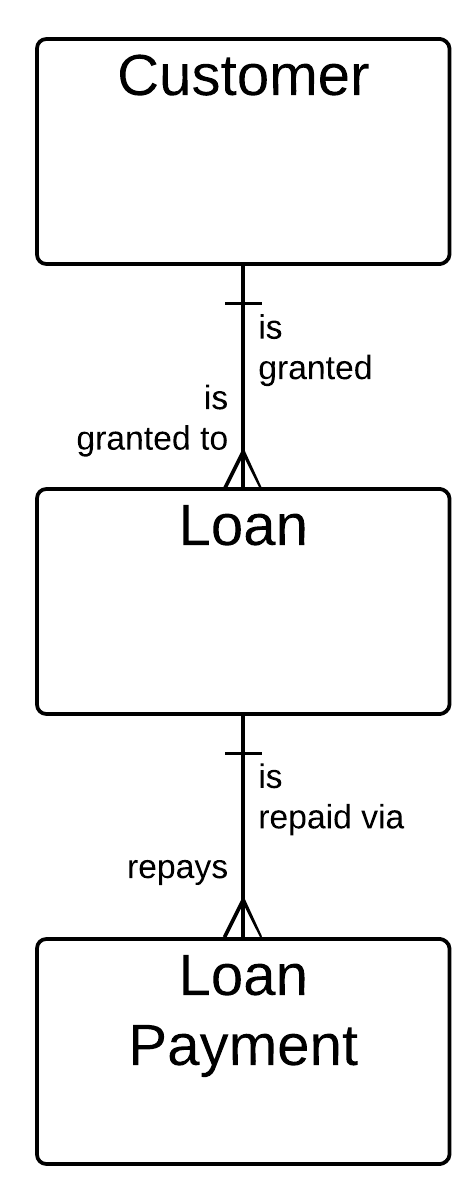 Customer
is
granted
is
granted to
Loan
is
repaid via
repays
Loan
Payment